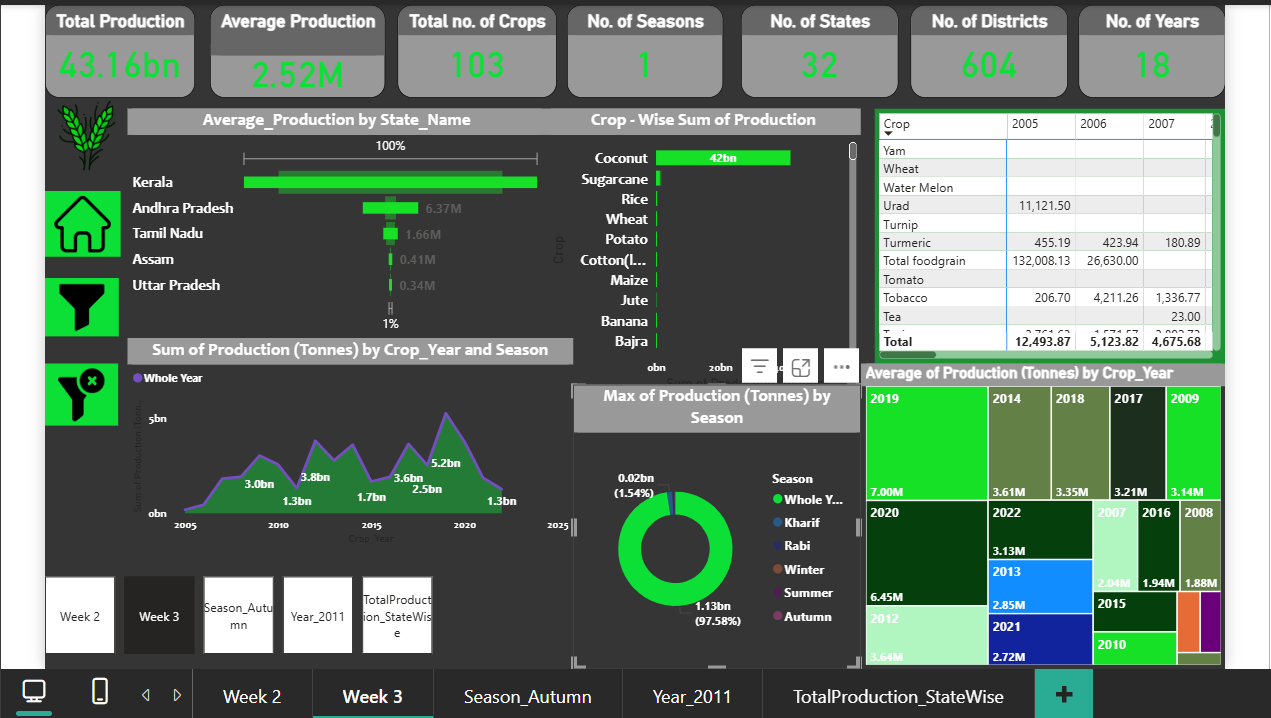 Total Production
43.16bn
Average Production
2.52M
Total no. of Crops
103
No. of Seasons
1
No. of States
32
No. of Districts
604
No. of Years
18
Average_Production by State_Name
100%
Kerala
Andhra Pradesh
6.37M
Tamil Nadu
1.66M
Assam
0.41M
Uttar Pradesh
0.34M
1%
Crop - Wise Sum of Production
Crop
Coconut
42bn
Sugarcane
Rice
Wheat
Potato
Cotton(l...
Maize
Jute
Banana
Bajra
0bn 20bn
Crop 2005 2006 2007
Yam
Wheat
Water Melon
Urad 11,121.50
Turnip
Turmeric 455.19 423.94 180.89
Total foodgrain 132,008.13 26,630.00
Tomato
Tobacco 206.70 4,211.26 1,336.77
Tea 23.00
Total 12,493.87 5,123.82 4,675.68
Sum of Production (Tonnes) by Crop_Year and Season
Whole Year
5bn
0bn
3.0bn
1.3bn
3.8bn
1.7bn
3.6bn
2.5bn
5.2bn
1.3bn
2005 2010 2015 2020 2025
Crop_Year
Max of Production (Tonnes) by
Season
0.02bn
(1.54%)
1.13bn
(97.58%)
Season
Whole Y...
Kharif
Rabi
Winter
Summer
Autumn
Average of Production (Tonnes) by Crop_Year
2019
7.00M
2014
3.61M
2018
3.35M
2017
3.21M
2009
3.14M
2020
6.45M
2022
3.13M
2007
2.04M
2016
1.94M
2008
1.88M
2013
2.85M
2012
3.64M
2021
2.72M
2015
2010
Week 2
Week 3
Season_Autu
mn
Year_2011
TotalProduct
ion_StateWis
e
Week 2
Week 3
Season_Autumn
Year_2011
TotalProduction_StateWise